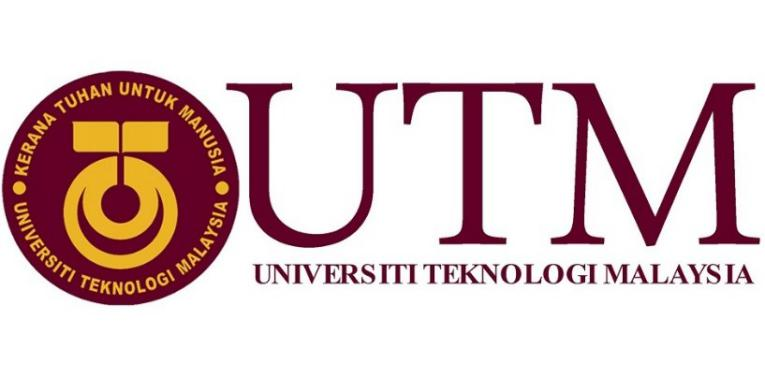 KERANA TUHAN UNTUK MANUSIA
UNIVERSITI TEKNOLOGI MALAYSIA
UTM
UNIVERSITI TEKNOLOGI MALAYSIA